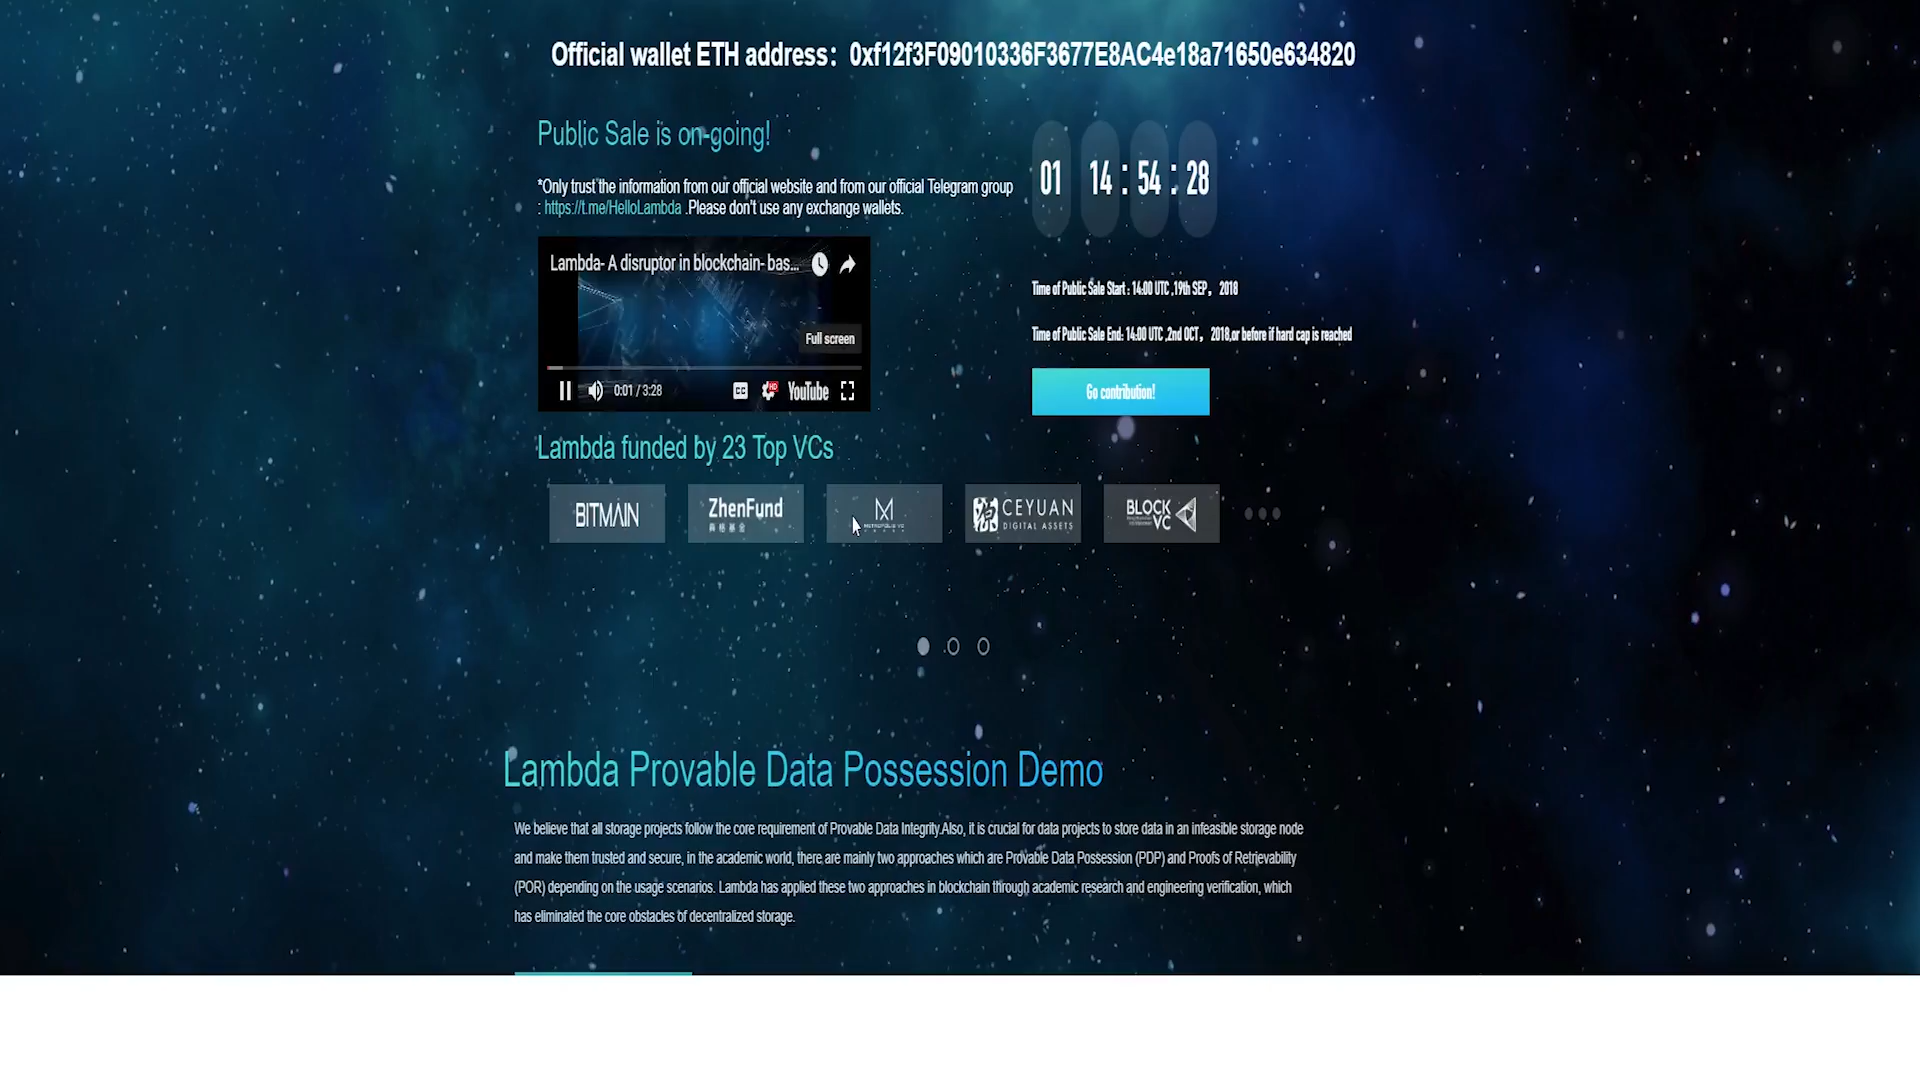 Official wallet ETH address：0xf12f3F09010336F3677E8AC4e18a71650e634820
Public Sale is on-going!
*Only trust the information from our official website and from our official Telegram group
: https://t.me/HelloLambda .Please don't use any exchange wallets.
01 14 : 54 : 28
Lambda- A disruptor in blockchain- bas...
Full screen
0:01 / 3:28
CC
HD
YouTube
Time of Public Sale Start : 14:00 UTC ,19th SEP， 2018
Time of Public Sale End: 14:00 UTC ,2nd OCT， 2018,or before if hard cap is reached
Go contribution!
Lambda funded by 23 Top VCs
BITMAIN
ZhenFund
真格基金
METROPOLIS VC
源 CEYUAN
DIGITAL ASSETS
BLOCK
VC
Lambda Provable Data Possession Demo
We believe that all storage projects follow the core requirement of Provable Data Integrity.Also, it is crucial for data projects to store data in an infeasible storage node
and make them trusted and secure, in the academic world, there are mainly two approaches which are Provable Data Possession (PDP) and Proofs of Retrievability
(POR) depending on the usage scenarios. Lambda has applied these two approaches in blockchain through academic research and engineering verification, which
has eliminated the core obstacles of decentralized storage.